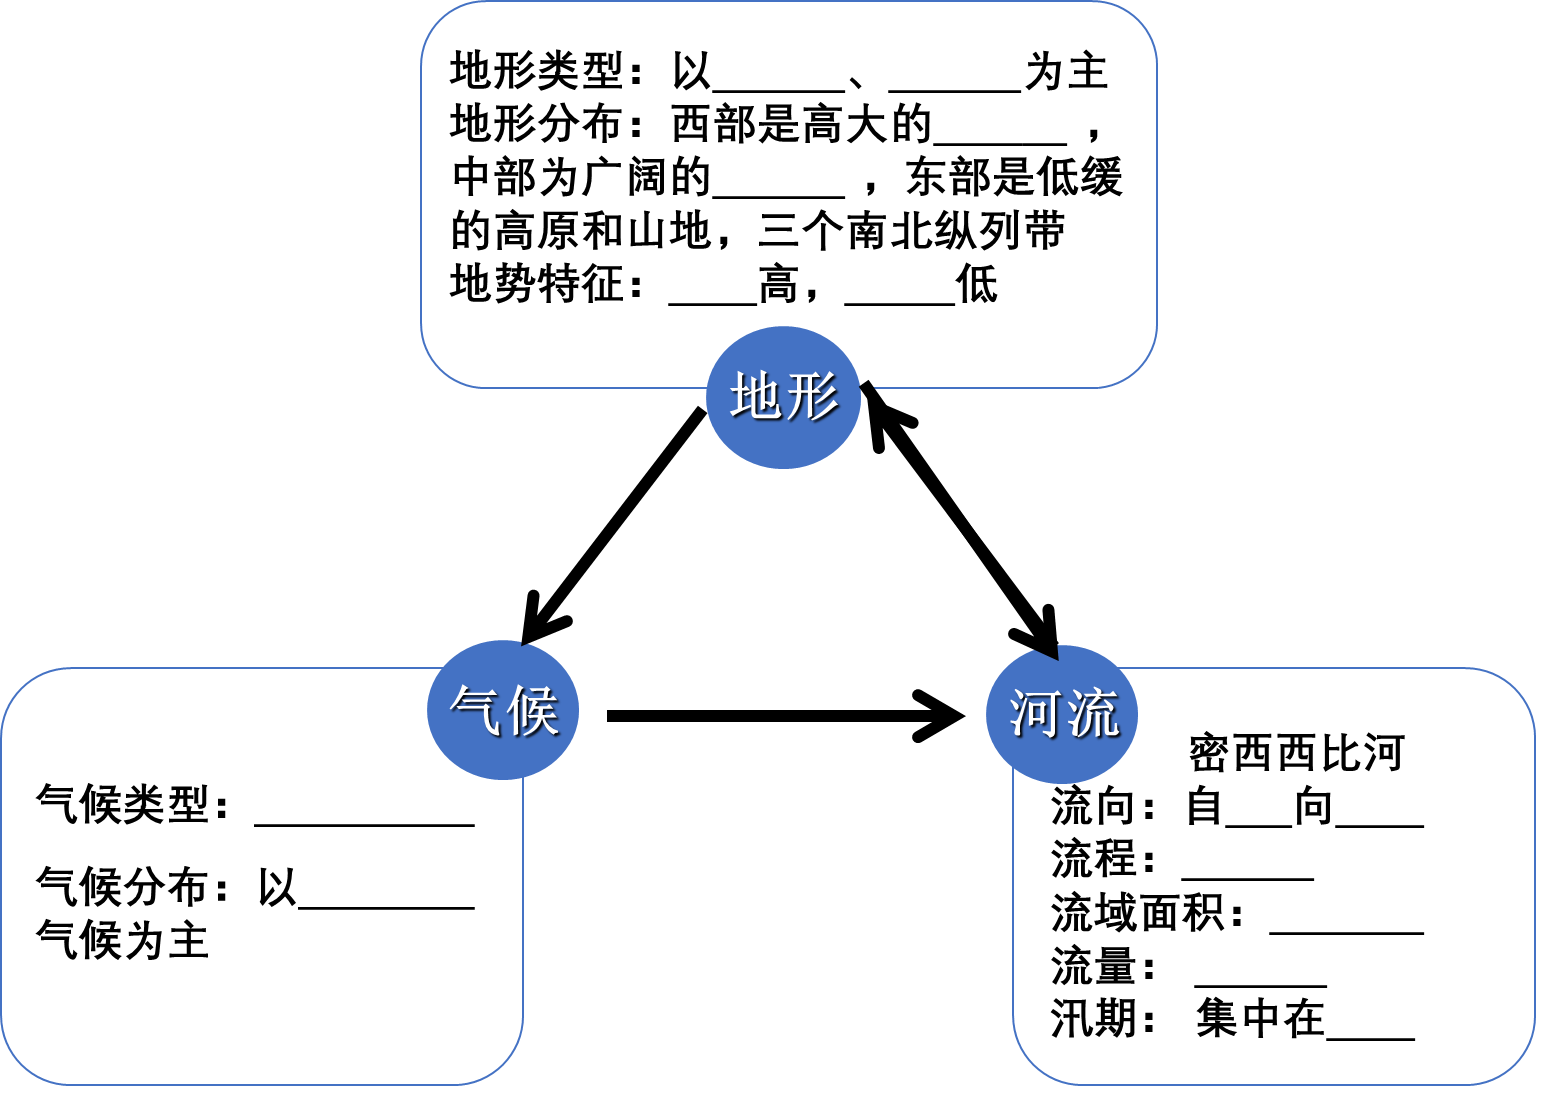 地形类型：以______、______为主
地形分布：西部是高大的______，
中部为广阔的______，东部是低缓
的高原和山地，三个南北纵列带
地势特征：____高，_____低
地形
气候
河流
气候类型：__________
气候分布：以________
气候为主
密西西比河
流向：自___向____
流程：______
流域面积：_______
流量：______
汛期：集中在____